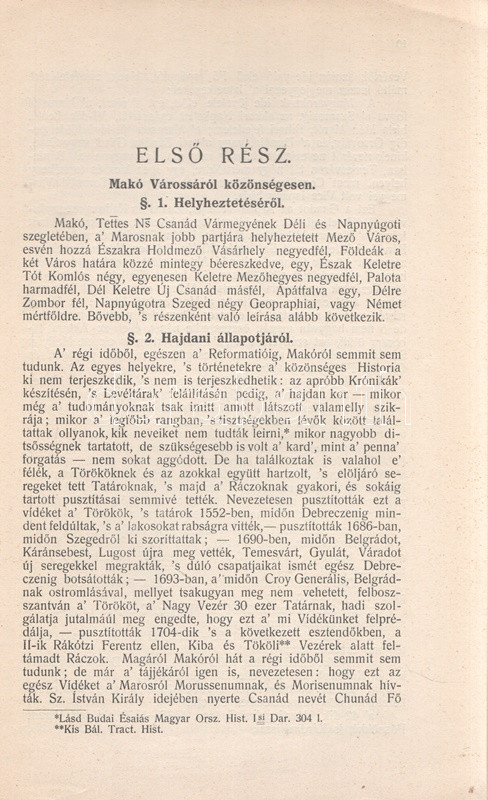 ELSŐ RÉSZ.
Makó Várossáról közönségesen.
§. 1. Helyheztetéséről.
Makó, Tettes Ns Csanád Vármegyének Déli és Napnyúgoti
szegletében, a' Marosnak jobb partjára helyheztetett Mező Város,
esvén hozzá Északra Holdmező Vásárhely negyedfél, Földeák a
két Város határa közzé mintegy béereszkedve, egy, Észak Keletre
Tót Komlós négy, egyenesen Keletre Mezőhegyes negyedfél, Palota
harmadfél, Dél Keletre Új Csanád másfél, Apátfalva egy, Délre
Zombor fél, Napnyúgotra Szeged négy Geopraphiai, vagy Német
mértföldre. Bővebb, 's részenként való leírása alább következik.
§. 2. Hajdani állapotjáról.
A' régi időből, egészen a' Reformatióig, Makóról semmit sem
tudunk. Az egyes helyekre, 's történetekre a' közönséges Historia
ki nem terjeszkedik, 's nem is terjeszkedhetik: az apróbb Krónikák'
készítésén, 's Levéltárak' felállításán pedig, a' hajdan kor — mikor
még a' tudományoknak tsak imitt amott látszott valamelly szik-
rája; mikor a' legföbb rangban, 's tisztségekben lévők között talál-
tattak ollyanok, kik neveiket nem tudták leírni,* mikor nagyobb di-
tsősségnek tartatott, de szükségesebb is volt a' kard', mint a' penna'
forgatás — nem sokat aggódott. De ha találkoztak is valahol e'
félék, a Törököknek és az azokkal együtt hartzolt, 's elöljáró se-
regeket tett Tatároknak, 's majd a' Ráczoknak gyakori, és sokáig
tartott pusztításai semmivé tették. Nevezetesen pusztították ezt a
vidéket a' Törökök, 's tatárok 1552-ben, midőn Debreczenig min-
dent feldúltak, 's a' lakosokat rabságra vitték,— pusztították 1686-ban,
midőn Szegedről ki szoríttattak; — 1690-ben, midőn Belgrádot,
Káránsebest, Lugost újra meg vették, Temesvárt, Gyulát, Váradot
új seregekkel megrakták, 's dúló csapatjaikat ismét egész Debre-
czenig botsátották; — 1693-ban, a' midőn Croy Generális, Belgrád-
nak ostromlásával, mellyet tsakugyan meg nem vehetett, felbosz-
szantván a' Törököt, a' Nagy Vezér 30 ezer Tatárnak, hadi szol-
gálatja jutalmáúl meg engedte, hogy ezt a' mi Vidékünket felpré-
dálja, — pusztították 1704-dik 's a következett esztendőkben, a
II-ik Rákótzi Ferentz ellen, Kiba és Tököli** Vezérek alatt fel-
támadt Ráczok. Magáról Makóról hát a régi időből semmit sem
tudunk; de már a' tájjékáról igen is, nevezetesen: hogy ezt az
egész Vidéket a' Marosról Morussenumnak, és Morisenumnak hív-
ták. Sz. István Király idejében nyerte Csanád nevét Chunád Fő
*Lásd Budai Ésaiás Magyar Orsz. Hist. I si Dar. 304 l.
**Kis Bál. Tract. Hist.